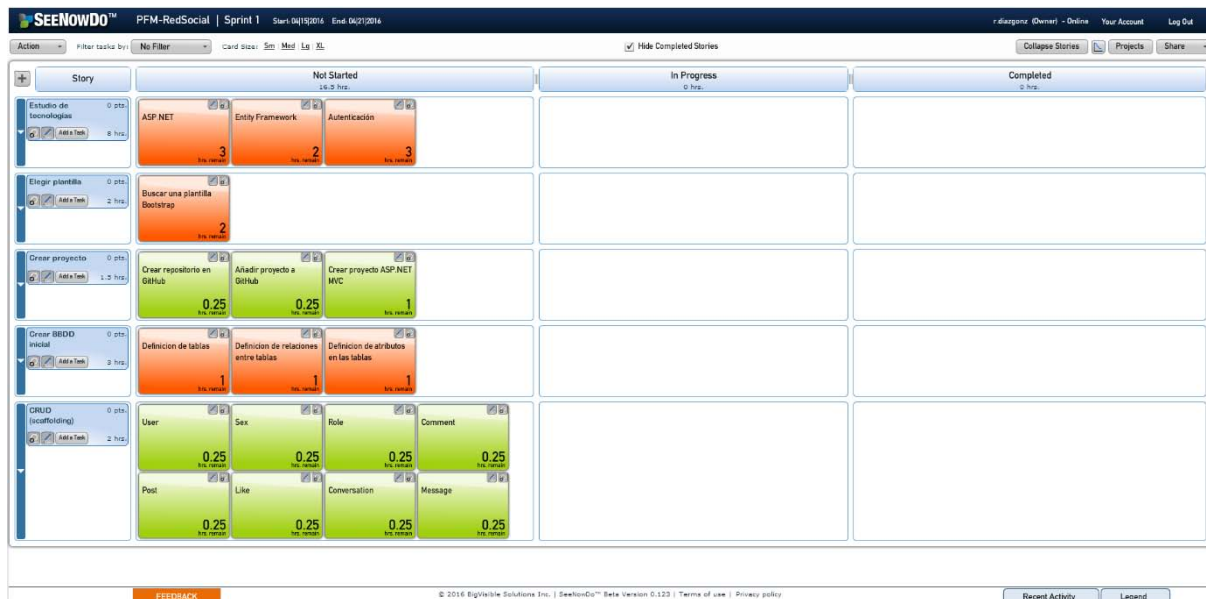 SEENOWDO™ PFM-RedSocial | Sprint 1 Start: 04|15|2016 End: 04|21|2016 r.diazgonz (Owner) - Online Your Account Log Out
Action Filter tasks by: No Filter Card Size: Sm Med Lg XL Hide Completed Stories Collapse Stories Projects Share
Story
Not Started
16.5 hrs.
In Progress
0 hrs.
Completed
0 hrs.
Estudio de tecnologias
0 pts.
Add a Task
8 hrs.
ASP.NET
3
hrs. remain
Entity Framework
2
hrs. remain
Autenticación
3
hrs. remain
Elegir plantilla
0 pts.
Add a Task
2 hrs.
Buscar una plantilla
Bootstrap
2
hrs. remain
Crear proyecto
0 pts.
Add a Task
1.5 hrs.
Crear repositorio en
GitHub
0.25
hrs. remain
Añadir proyecto a
GitHub
0.25
hrs. remain
Crear proyecto ASP.NET
MVC
1
hrs. remain
Crear BBDD
inicial
0 pts.
Add a Task
3 hrs.
Definicion de tablas
1
hrs. remain
Definicion de relaciones
entre tablas
1
hrs. remain
Definicion de atributos
en las tablas
1
hrs. remain
CRUD
(scaffolding)
0 pts.
Add a Task
2 hrs.
User
0.25
hrs. remain
Sex
0.25
hrs. remain
Role
0.25
hrs. remain
Comment
0.25
hrs. remain
Post
0.25
hrs. remain
Like
0.25
hrs. remain
Conversation
0.25
hrs. remain
Message
0.25
hrs. remain
FEEDBACK
© 2016 BigVisible Solutions Inc. | SeeNowDo™ Beta Version 0.123 | Terms of use | Privacy policy
Recent Activity
Legend